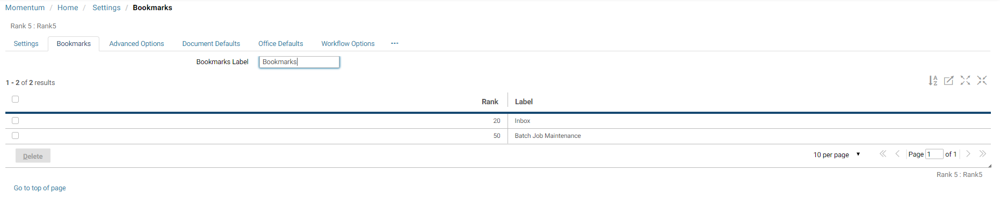 Momentum / Home / Settings / Bookmarks
Rank 5 : Rank5
Settings Bookmarks Advanced Options Document Defaults Office Defaults Workflow Options ...
Bookmarks Label Bookmarks
1 - 2 of 2 results
Rank Label
20 Inbox
50 Batch Job Maintenance
Delete 10 per page Page 1 of 1
Rank 5 : Rank5
Go to top of page